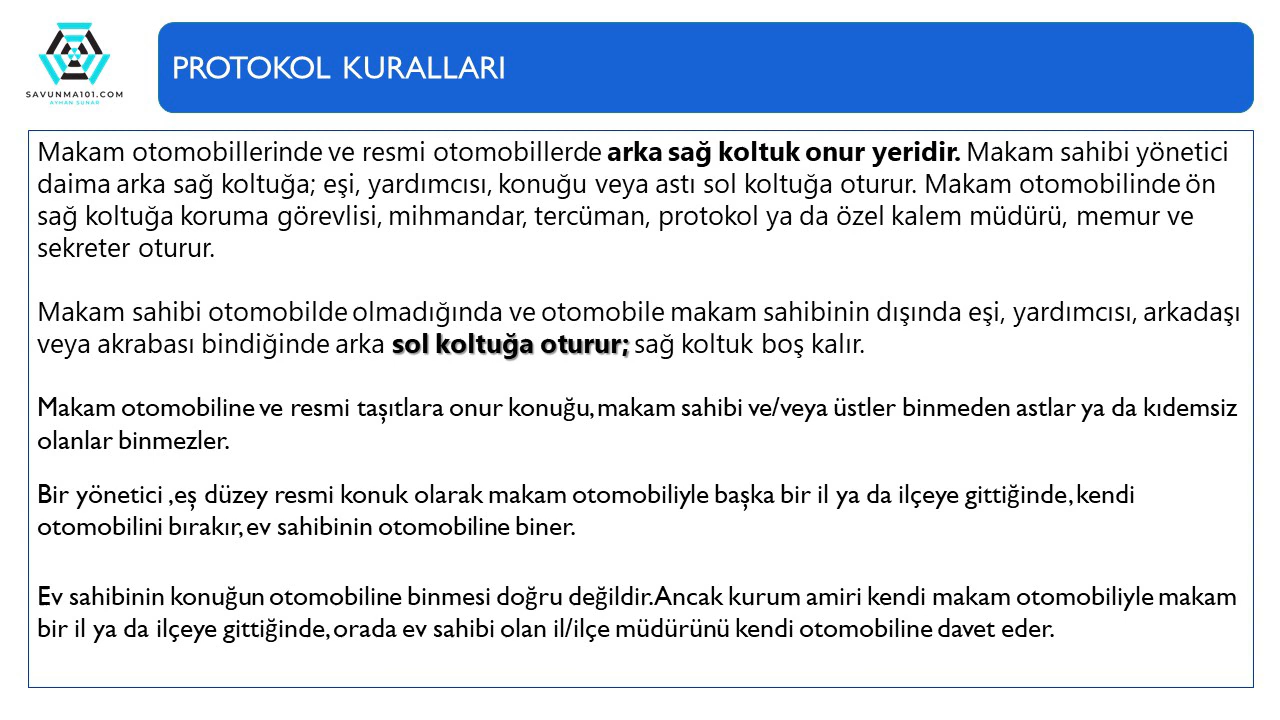 SAVUNMA101.COM
AYHAN SUNAR
PROTOKOL KURALLARI
Makam otomobillerinde ve resmi otomobillerde arka sağ koltuk onur yeridir. Makam sahibi yönetici
daima arka sağ koltuğa; eşi, yardımcısı, konuğu veya astı sol koltuğa oturur. Makam otomobilinde ön
sağ koltuğa koruma görevlisi, mihmandar, tercüman, protokol ya da özel kalem müdürü, memur ve
sekreter oturur.
Makam sahibi otomobilde olmadığında ve otomobile makam sahibinin dışında eşi, yardımcısı, arkadaşı
veya akrabası bindiğinde arka sol koltuğa oturur; sağ koltuk boş kalır.
Makam otomobiline ve resmi taşıtlara onur konuğu, makam sahibi ve/veya üstler binmeden astlar ya da kıdemsiz
olanlar binmezler.
Bir yönetici ,eş düzey resmi konuk olarak makam otomobiliyle başka bir il ya da ilçeye gittiğinde, kendi
otomobilini bırakır, ev sahibinin otomobiline biner.
Ev sahibinin konuğun otomobiline binmesi doğru değildir. Ancak kurum amiri kendi makam otomobiliyle makam
bir il ya da ilçeye gittiğinde, orada ev sahibi olan il/ilçe müdürünü kendi otomobiline davet eder.